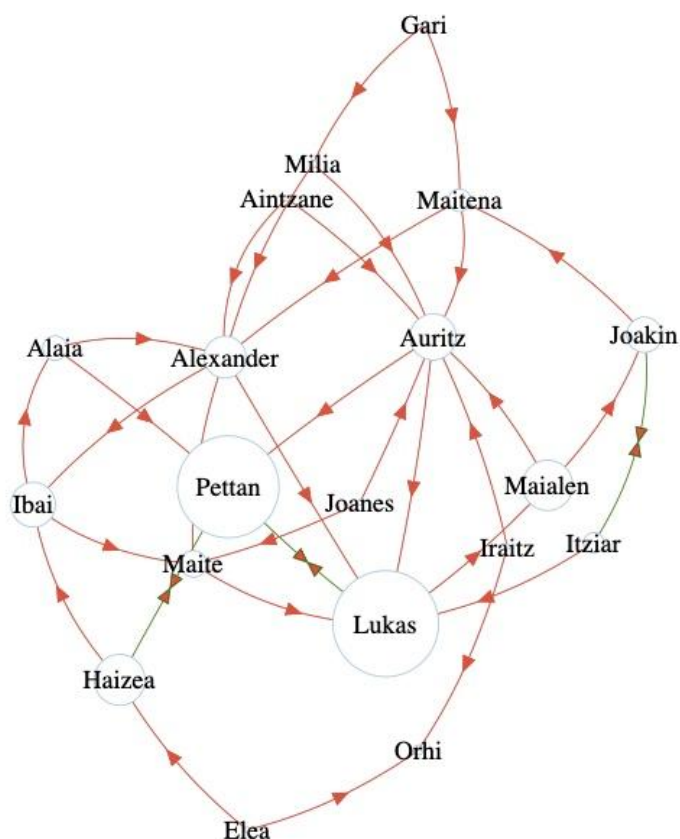 Gari
Milia
Aintzane
Maitena
Alaia
Alexander
Auritz
Joakin
Pettan
Ibai
Joanes
Maialen
Maite
Iraitz
Itziar
Lukas
Haizea
Orhi
Elea